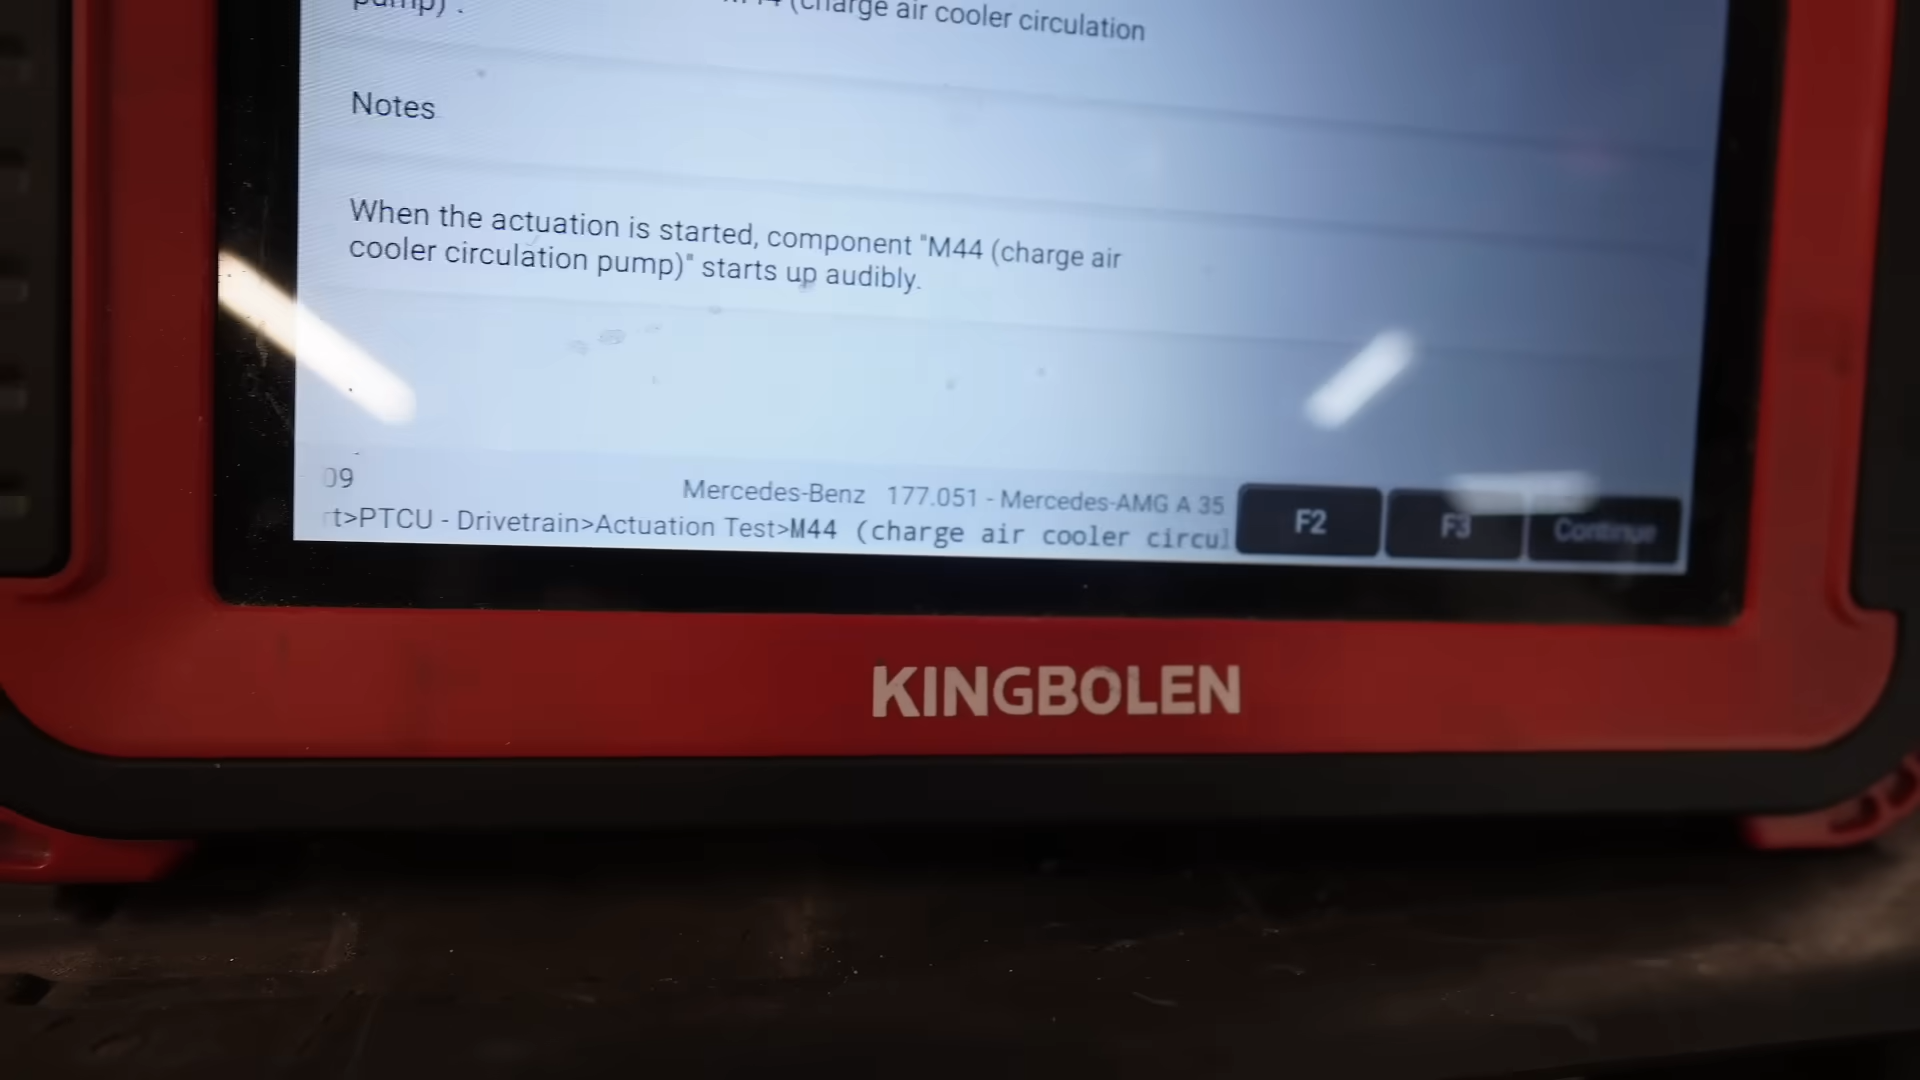 pump) .
(charge air cooler circulation
Notes
When the actuation is started, component "M44 (charge air
cooler circulation pump)" starts up audibly.
09
Mercedes-Benz 177.051 - Mercedes-AMG A 35
t>PTCU - Drivetrain>Actuation Test>M44 (charge air cooler circul
F2
F3
Continue
KINGBOLEN